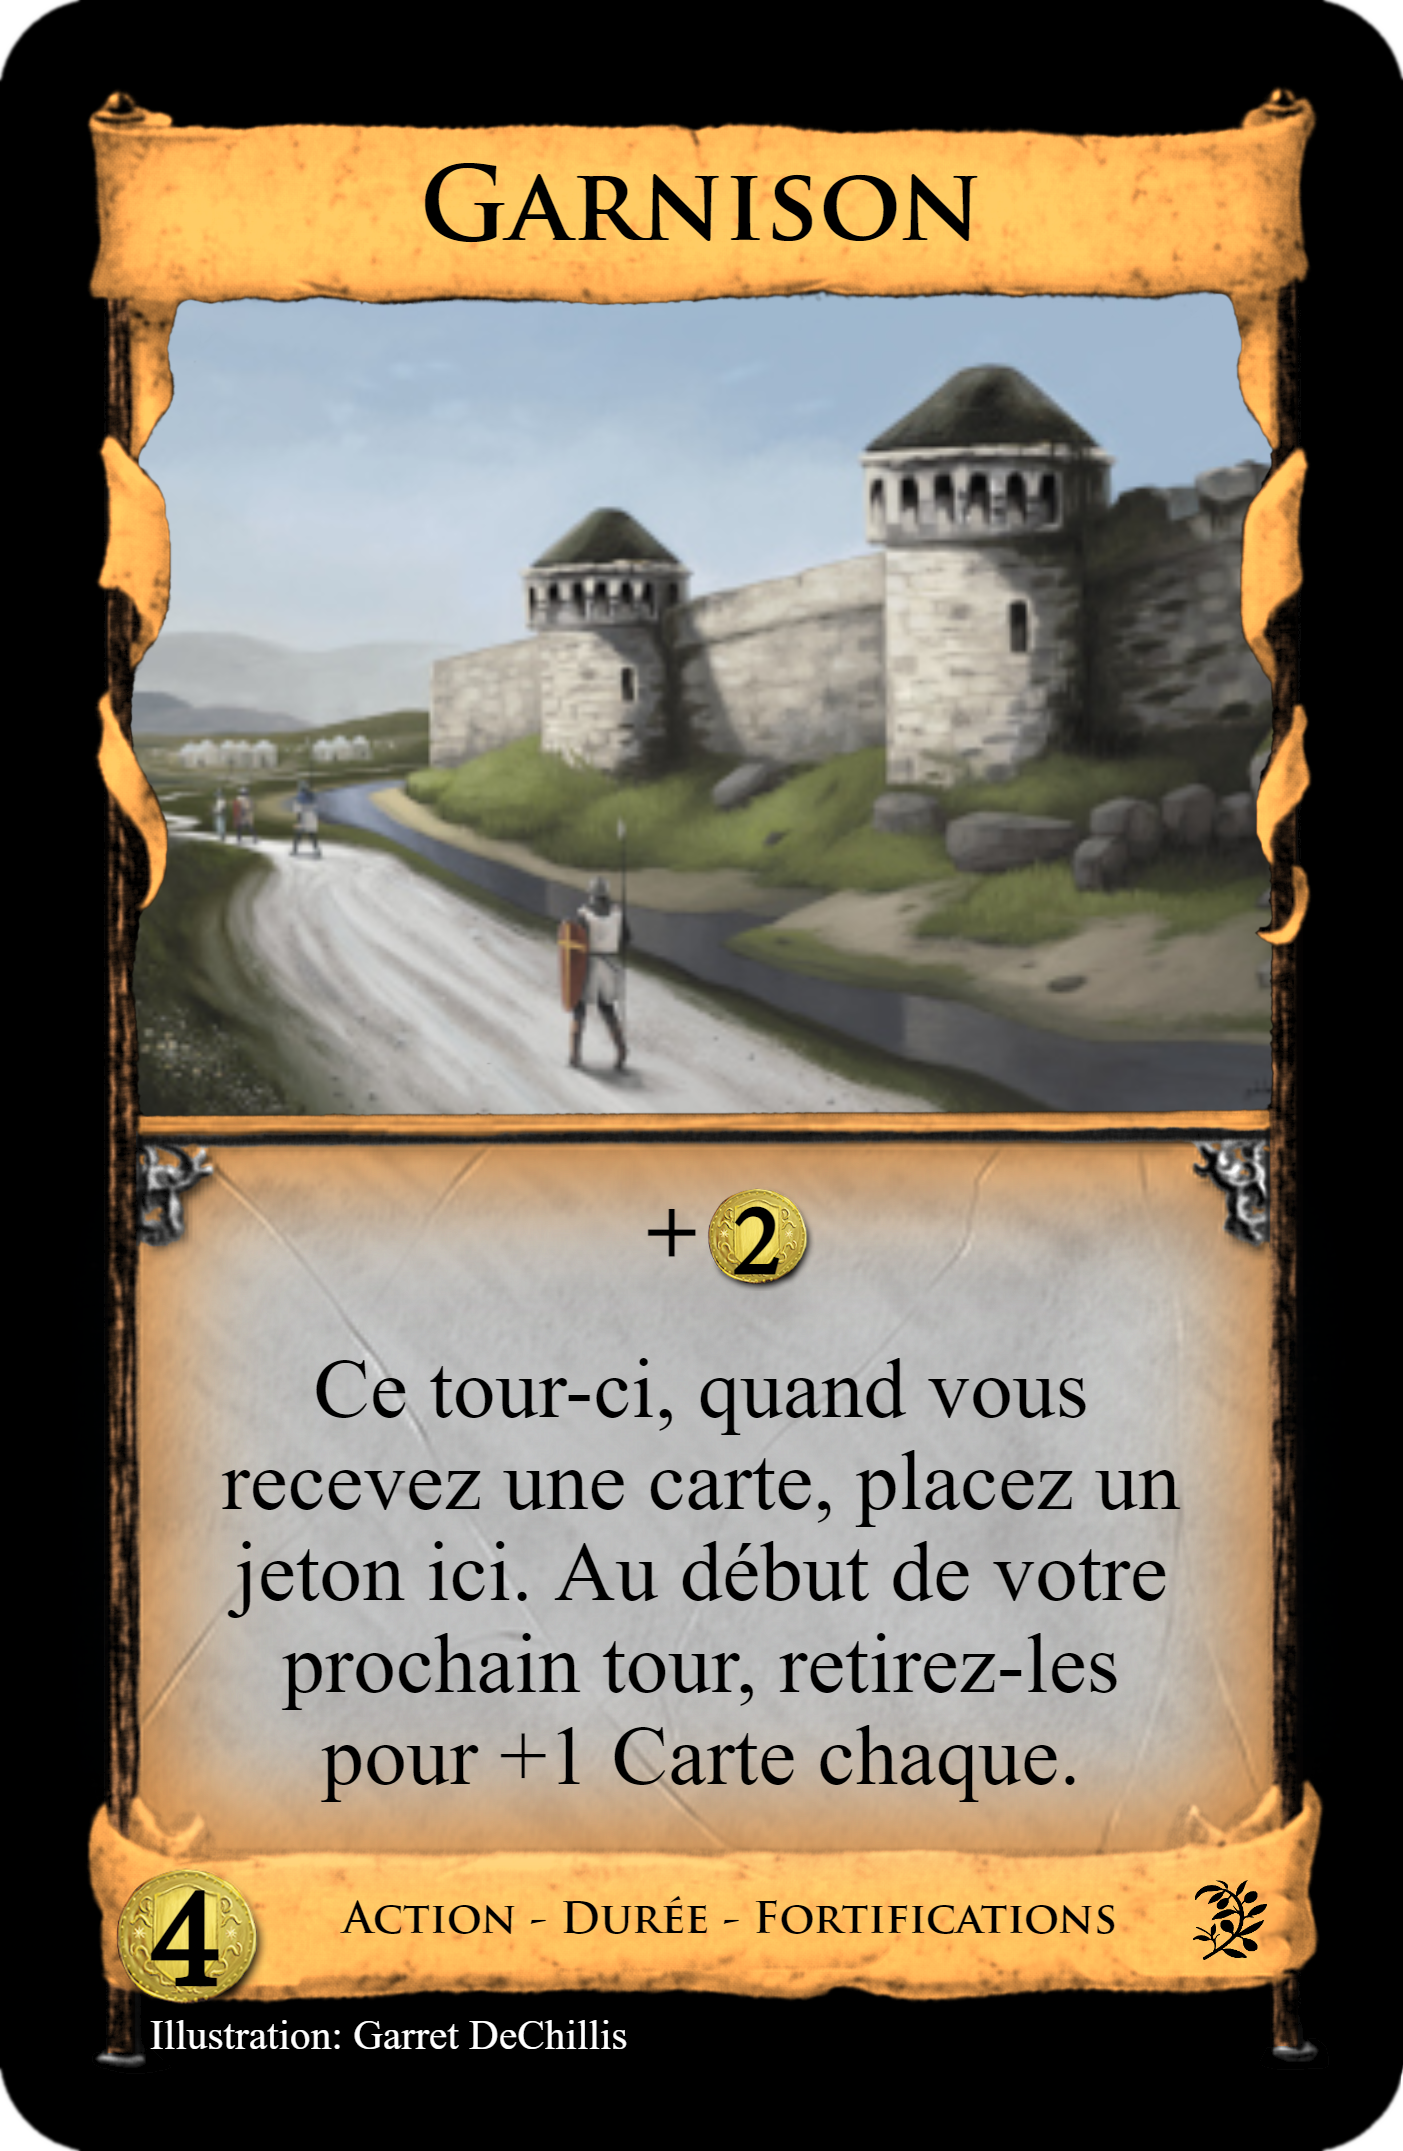 Garnison
+2
Ce tour-ci, quand vous
recevez une carte, placez un
jeton ici. Au début de votre
prochain tour, retirez-les
pour +1 Carte chaque.
4
Action - Durée - Fortifications
Illustration: Garret DeChillis